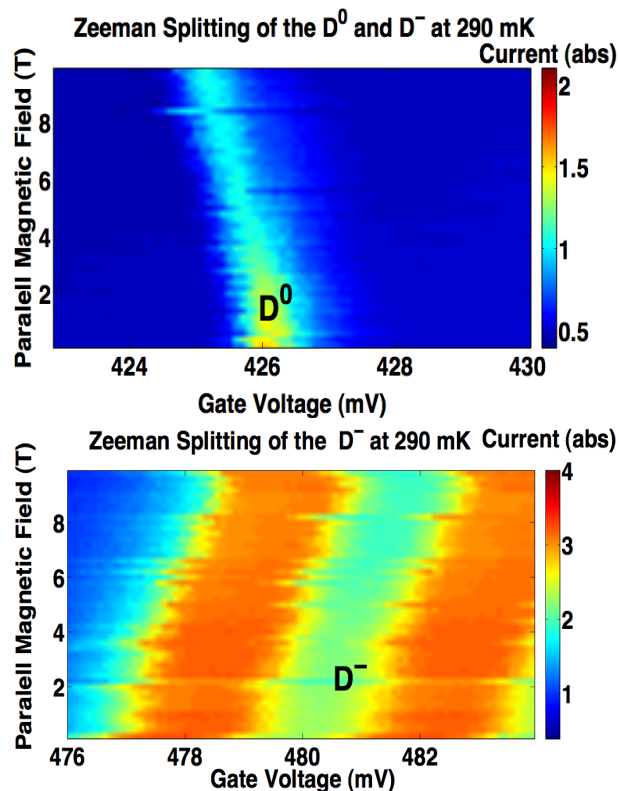 Zeeman Splitting of the D⁰ and D⁻ at 290 mK
Current (abs)
Paralell Magnetic Field (T)
8
6
4
2
D⁰
424 426 428 430
Gate Voltage (mV)
2
1.5
1
0.5
Zeeman Splitting of the D⁻ at 290 mK Current (abs)
Paralell Magnetic Field (T)
8
6
4
2
D⁻
476 478 480 482
Gate Voltage (mV)
4
3
2
1